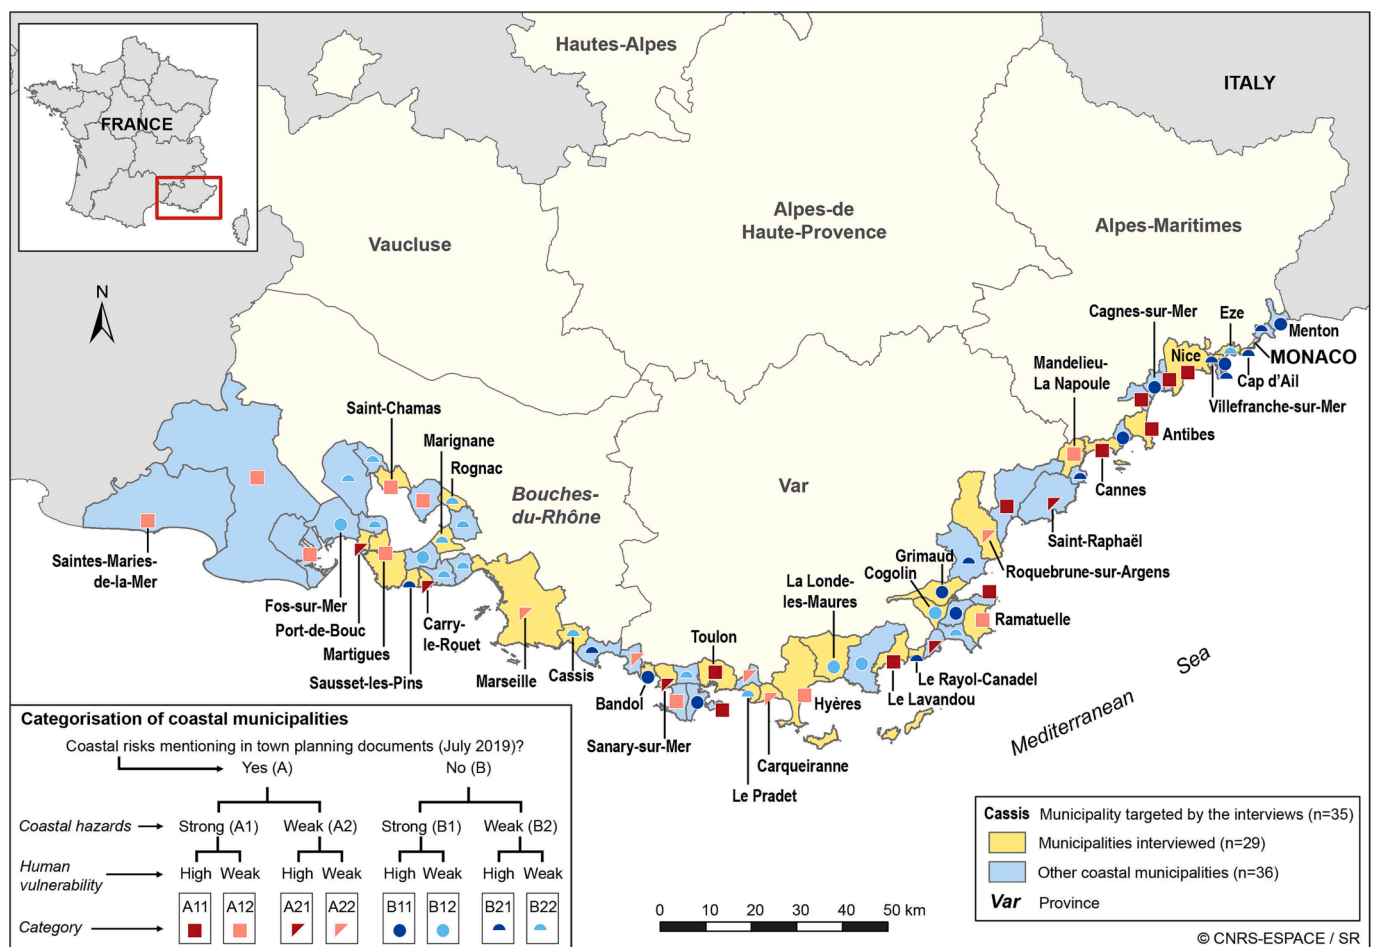 FRANCE
N
Hautes-Alpes
ITALY
Alpes-de
Haute-Provence
Alpes-Maritimes
Vaucluse
Cagnes-sur-Mer
Eze
Menton
MONACO
Nice
Mandelieu-
La Napoule
Cap d'Ail
Villefranche-sur-Mer
Saint-Chamas
Marignane
Rognac
Antibes
Bouches-
du-Rhône
Var
Cannes
Saint-Raphaël
Saintes-Maries-
de-la-Mer
Grimaud
Cogolin
Roquebrune-sur-Argens
La Londe-
les-Maures
Fos-sur-Mer
Port-de-Bouc
Carry-
le-Rouet
Ramatuelle
Martigues
Toulon
Sausset-les-Pins
Marseille
Cassis
Le Rayol-Canadel
Bandol
Hyères
Le Lavandou
Mediterranean Sea
Sanary-sur-Mer
Carqueiranne
Le Pradet
Categorisation of coastal municipalities
Coastal risks mentioning in town planning documents (July 2019)?
Yes (A) No (B)
Coastal hazards Strong (A1) Weak (A2) Strong (B1) Weak (B2)
Human
vulnerability
High Weak High Weak High Weak High Weak
Category
A11 A12 A21 A22 B11 B12 B21 B22
0 10 20 30 40 50 km
Cassis Municipality targeted by the interviews (n=35)
Municipalities interviewed (n=29)
Other coastal municipalities (n=36)
Var Province
© CNRS-ESPACE / SR